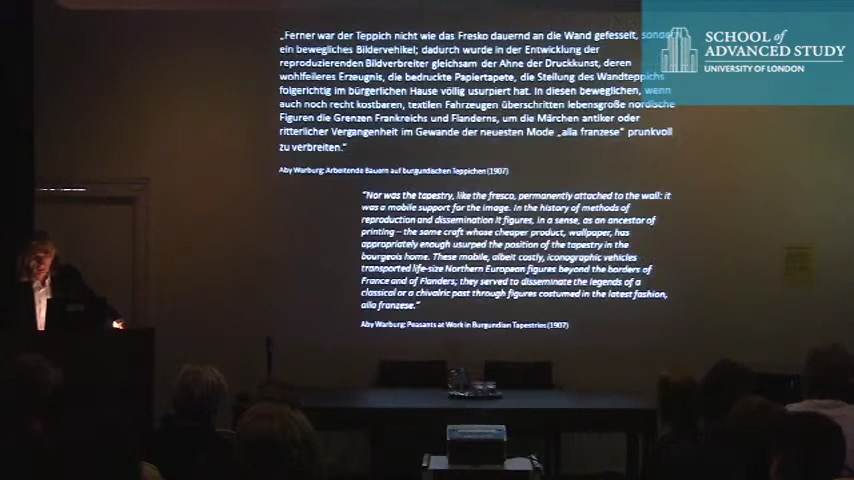 „Ferner war der Teppich nicht wie das Fresko dauernd an die Wand gefesselt, sondern
ein bewegliches Bildervehikel; dadurch wurde in der Entwicklung der
reproduzierenden Bildverbreiter gleichsam der Ahne der Druckkunst, deren
wohlfeileres Erzeugnis, die bedruckte Papiertapete, die Stellung des Wandteppichs
folgerichtig im bürgerlichen Hause völlig usurpiert hat. In diesen beweglichen, wenn
auch noch recht kostbaren, textilen Fahrzeugen überschritten lebensgroße nordische
Figuren die Grenzen Frankreichs und Flanderns, um die Märchen antiker oder
ritterlicher Vergangenheit im Gewande der neuesten Mode „alla franzese“ prunkvoll
zu verbreiten.“
Aby Warburg: Arbeitende Bauern auf burgundischen Teppichen (1907)
"Nor was the tapestry, like the fresco, permanently attached to the wall: it
was a mobile support for the image. In the history of methods of
reproduction and dissemination it figures, in a sense, as an ancestor of
printing – the same craft whose cheaper product, wallpaper, has
appropriately enough usurped the position of the tapestry in the
bourgeois home. These mobile, albeit costly, iconographic vehicles
transported life-size Northern European figures beyond the borders of
France and of Flanders; they served to disseminate the legends of a
classical or a chivalric past through figures costumed in the latest fashion,
alla franzese."
Aby Warburg: Peasants at Work in Burgundian Tapestries (1907)
SCHOOL of
ADVANCED STUDY
UNIVERSITY OF LONDON